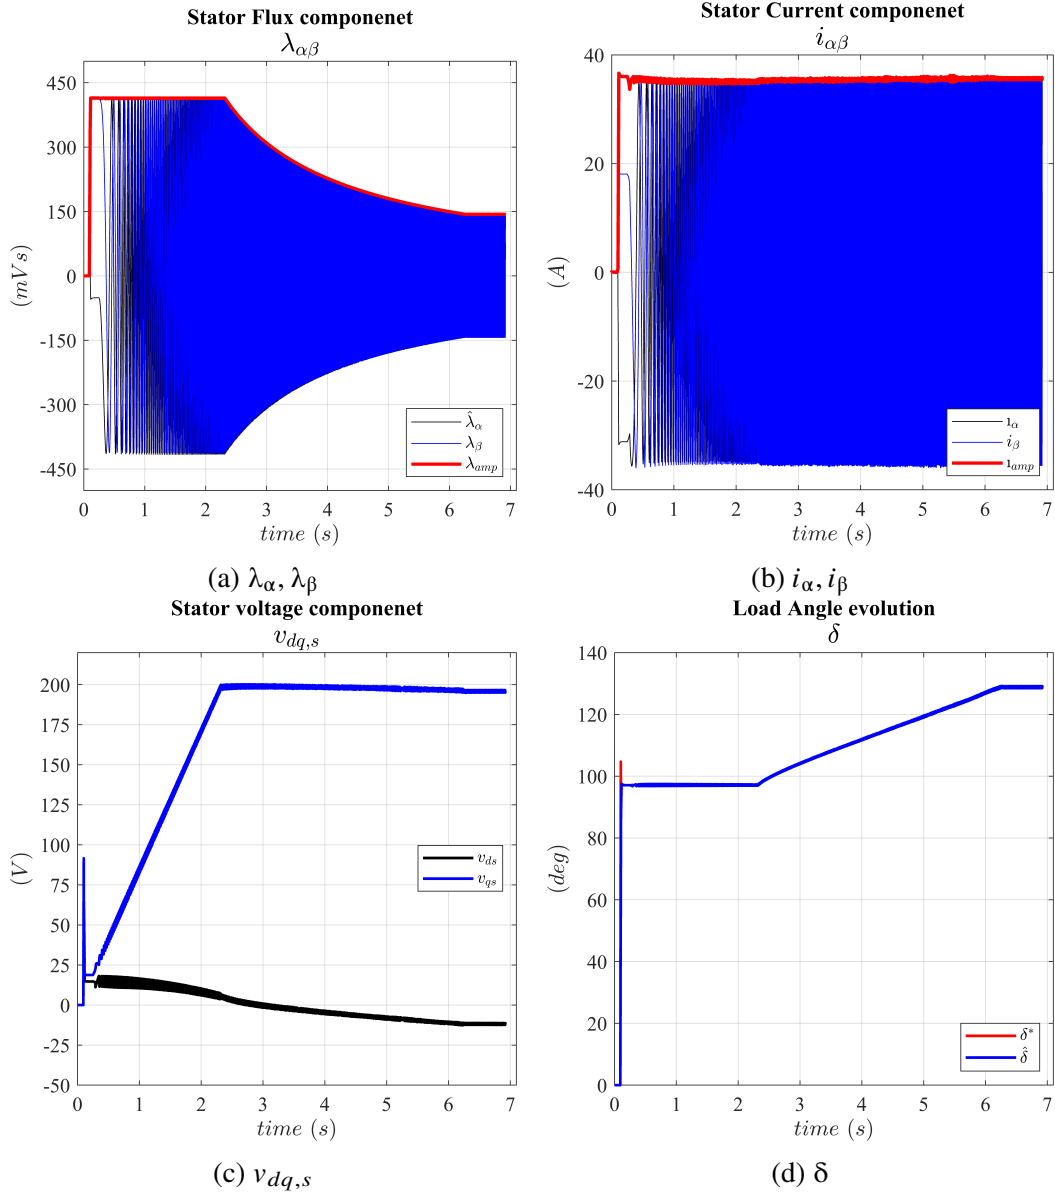 Stator Flux componenet
λαβ
450
300
150
0
-150
-300
-450
(mVs)
λ̂α
λβ
λamp
0 1 2 3 4 5 6 7
time (s)
(a) λα, λβ
Stator Current componenet
iαβ
40
20
0
-20
-40
(A)
ıα
iβ
ıamp
0 1 2 3 4 5 6 7
time (s)
(b) iα, iβ
Stator voltage componenet
vdq,s
200
175
150
125
100
75
50
25
0
-25
-50
(V)
vds
vqs
0 1 2 3 4 5 6 7
time (s)
(c) vdq,s
Load Angle evolution
δ
140
120
100
80
60
40
20
0
(deg)
δ*
δ̂
0 1 2 3 4 5 6 7
time (s)
(d) δ